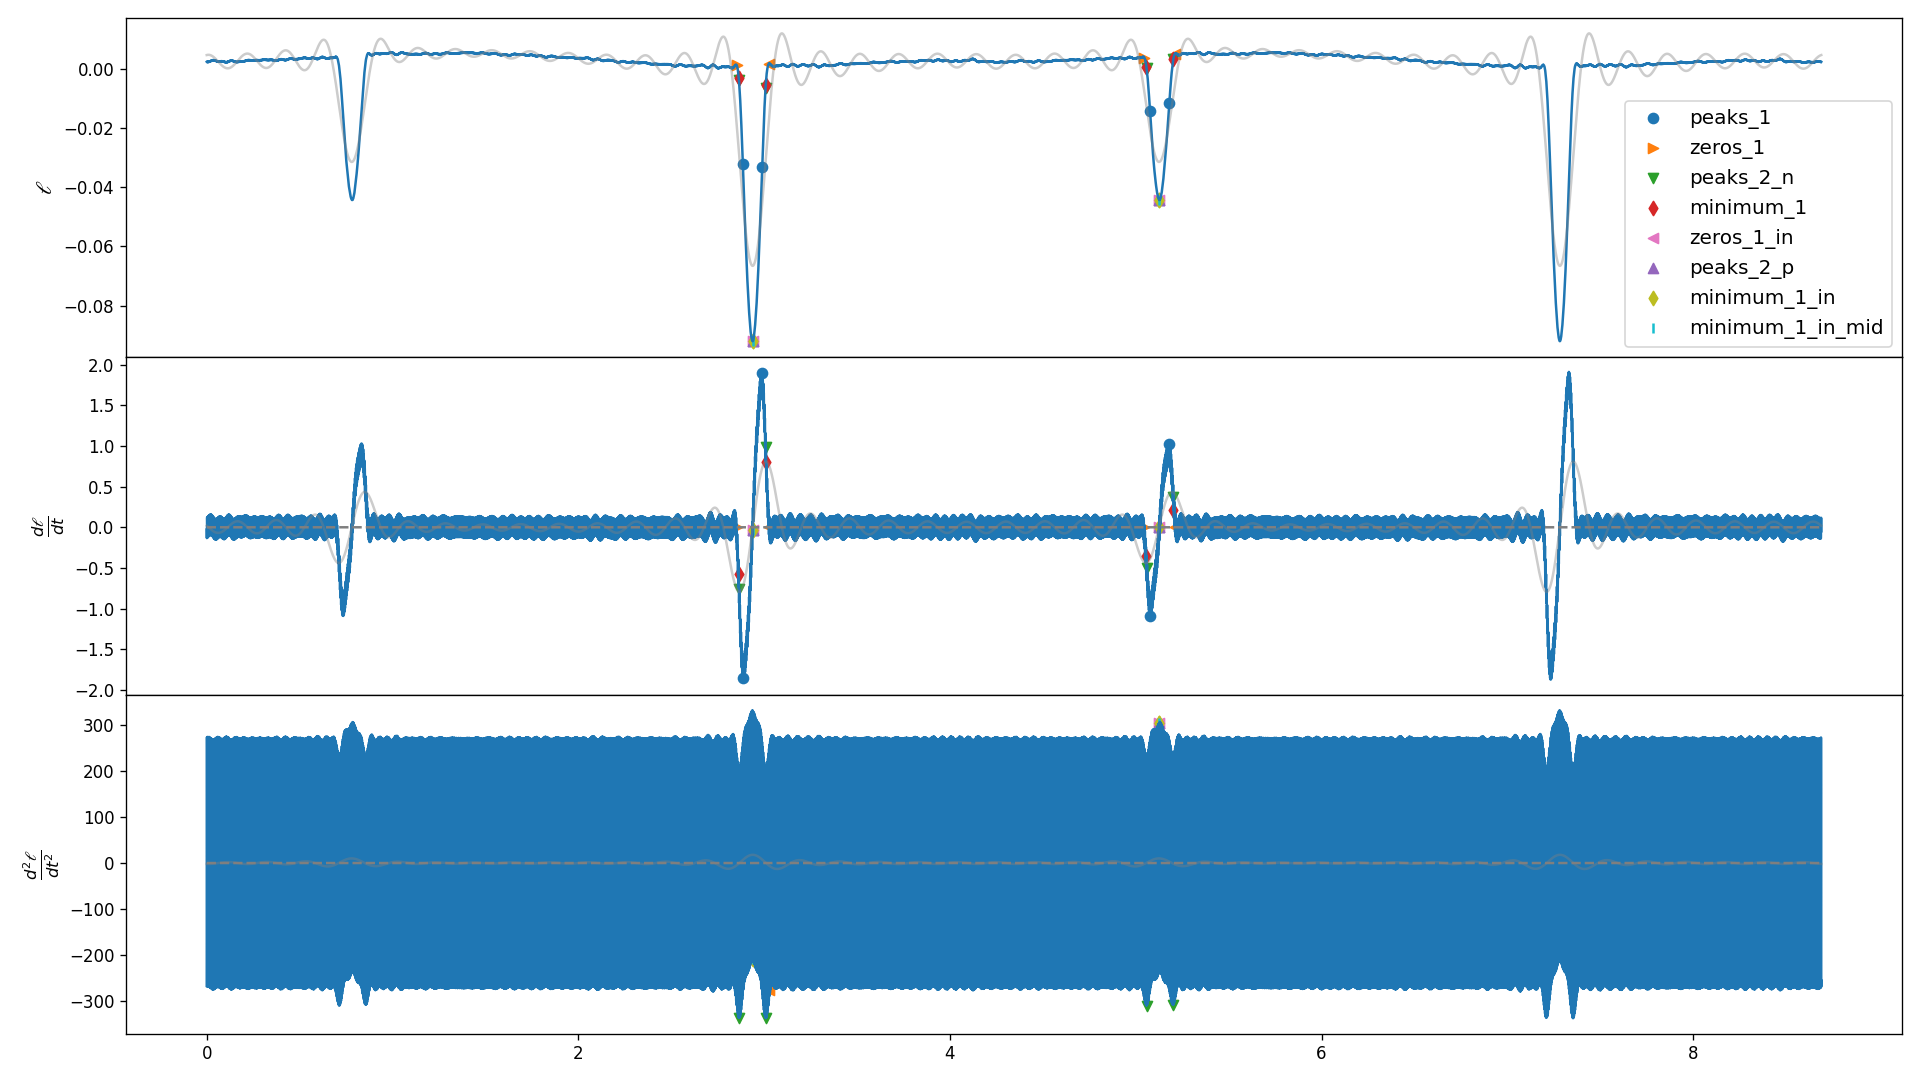 0.00
−0.02
−0.04
−0.06
−0.08
ℓ
peaks_1
zeros_1
peaks_2_n
minimum_1
zeros_1_in
peaks_2_p
minimum_1_in
minimum_1_in_mid
2.0
1.5
1.0
0.5
0.0
−0.5
−1.0
−1.5
−2.0
dℓ/dt
300
200
100
0
−100
−200
−300
d²ℓ/dt²
0 2 4 6 8